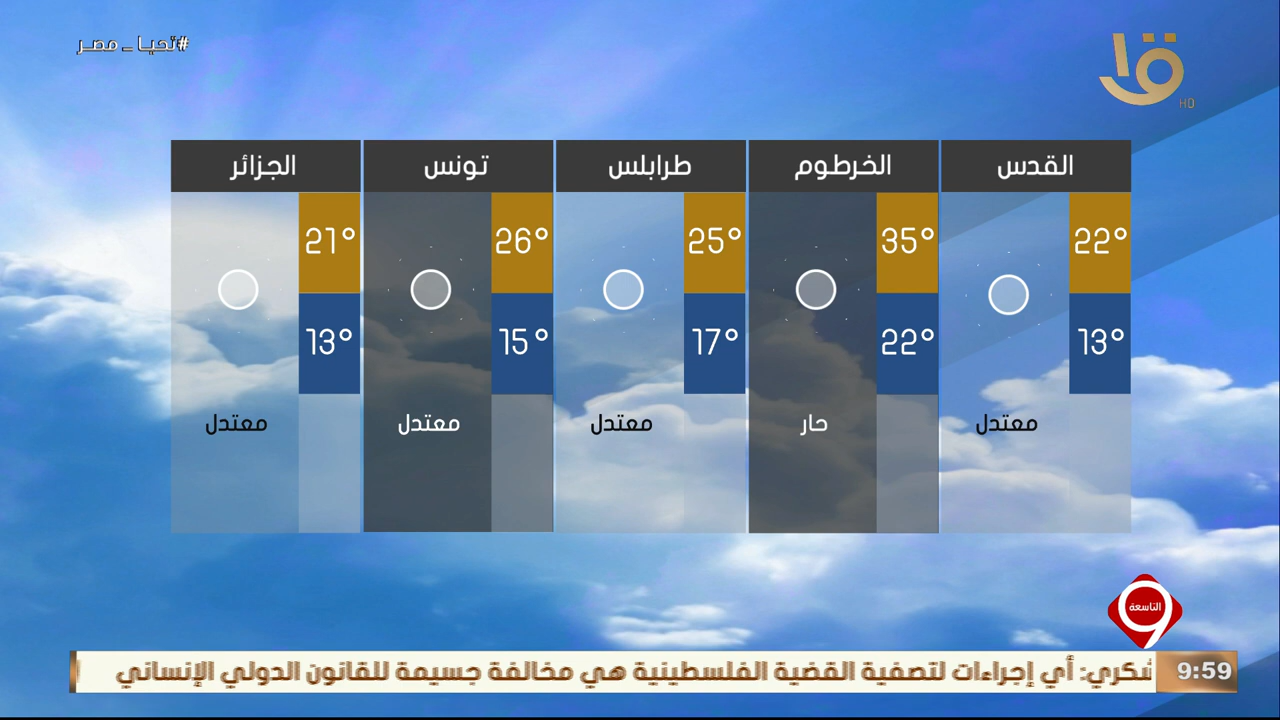 #تحيا_مصر
HD
القدس
22°
13°
معتدل
الخرطوم
35°
22°
حار
طرابلس
25°
17°
معتدل
تونس
26°
15°
معتدل
الجزائر
21°
13°
معتدل
التاسعة
9
9:59
شكري: أي إجراءات لتصفية القضية الفلسطينية هي مخالفة جسيمة للقانون الدولي الإنساني